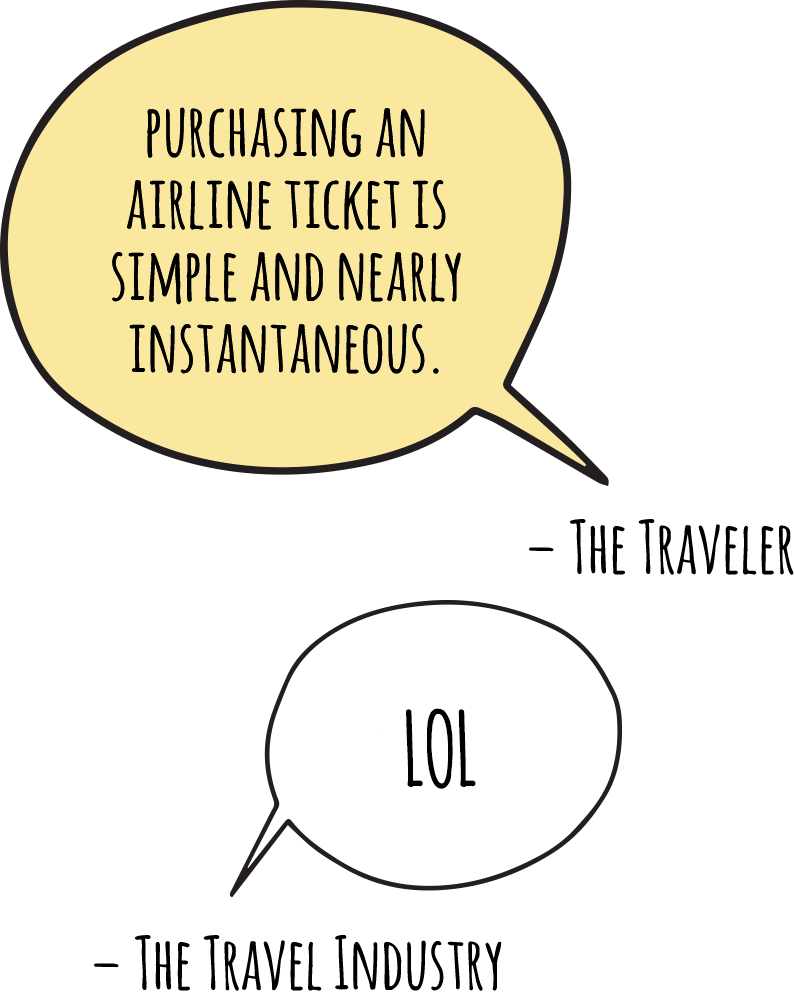 PURCHASING AN
AIRLINE TICKET IS
SIMPLE AND NEARLY
INSTANTANEOUS.
– THE TRAVELER
LOL
– THE TRAVEL INDUSTRY